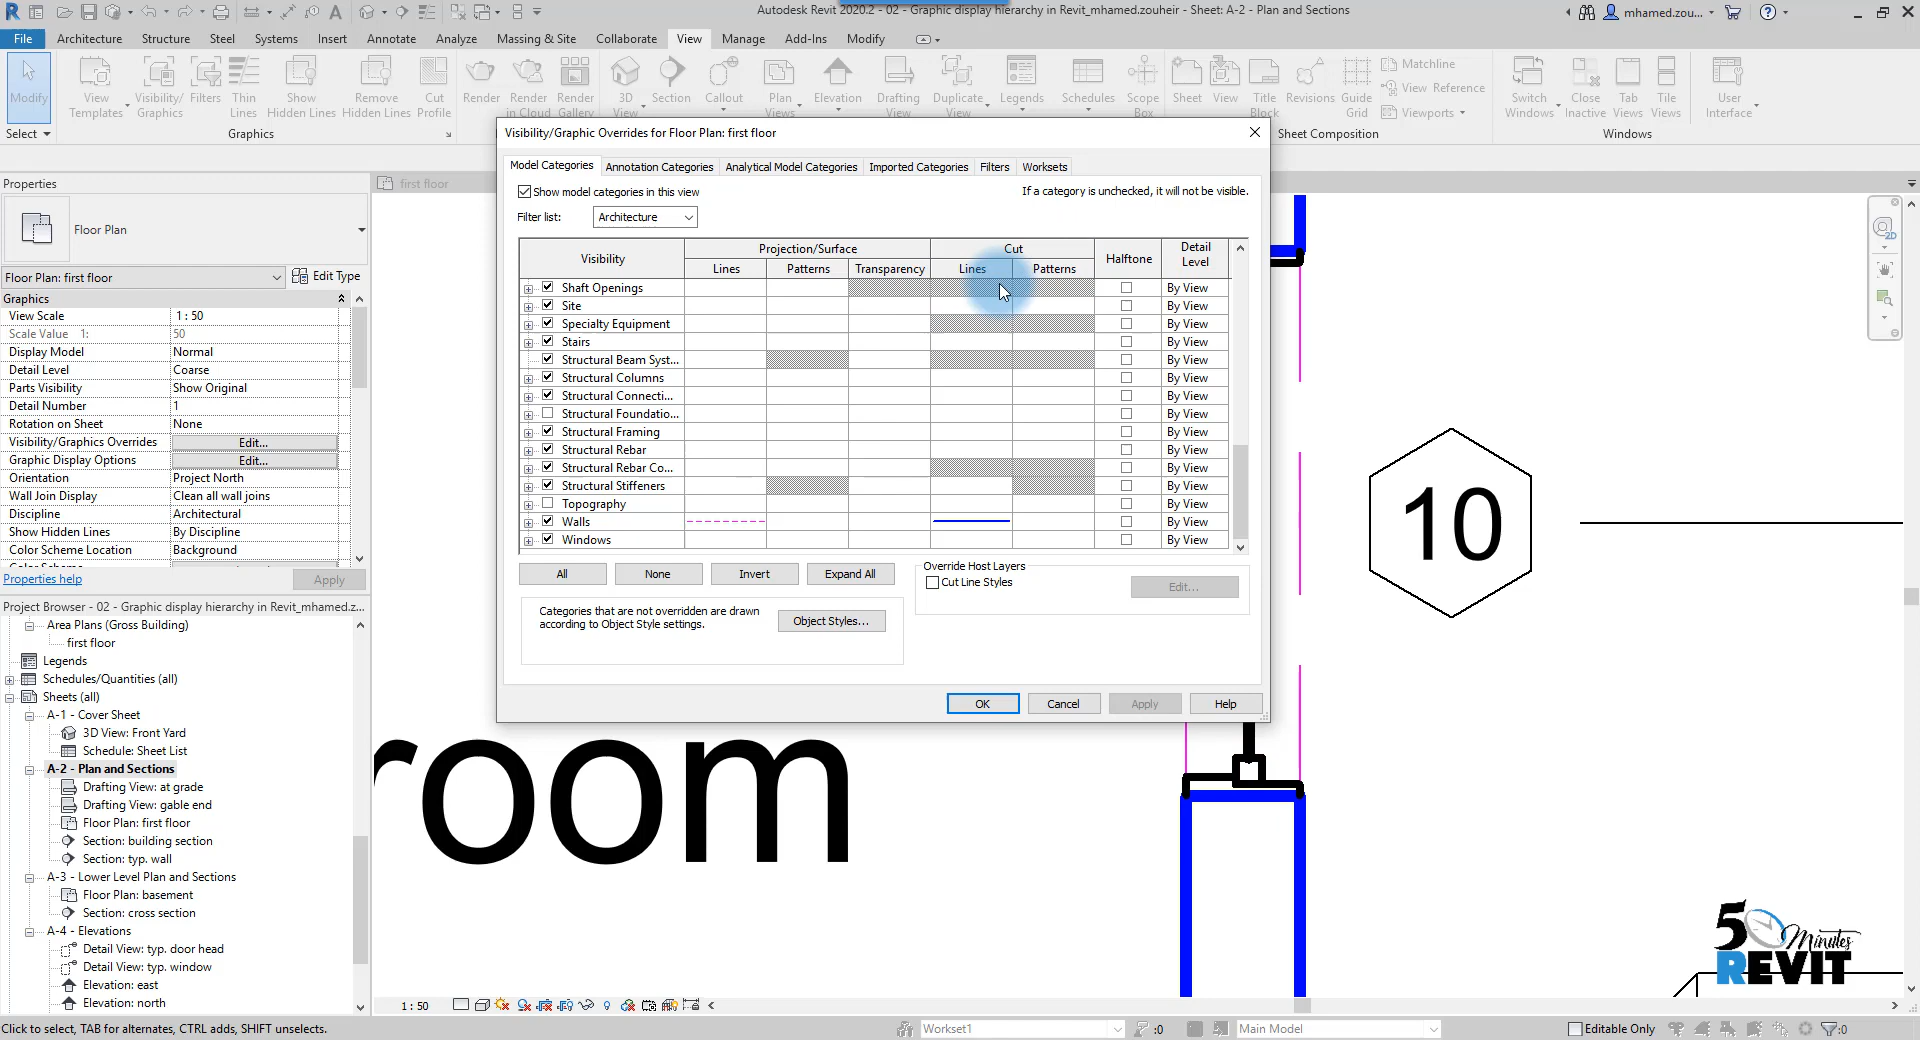 Autodesk Revit 2020.2 - 02 - Graphic display hierarchy in Revit_mhamed.zouheir - Sheet: A-2 - Plan and Sections
mhamed.zou...
File Architecture Structure Steel Systems Insert Annotate Analyze Massing & Site Collaborate View Manage Add-Ins Modify
Modify
View Templates
Visibility/ Graphics
Filters
Thin Lines
Show Hidden Lines
Remove Hidden Lines
Cut Profile
Render
Render in Cloud
Render Gallery
3D View
Section
Callout
Plan Views
Elevation
Drafting View
Duplicate View
Legends
Schedules
Scope Box
Sheet
View
Title Block
Revisions
Guide Grid
Matchline
View Reference
Viewports
Switch Windows
Close Inactive
Tab Views
Tile Views
User Interface
Select
Graphics
Sheet Composition
Windows
Properties
first floor
Floor Plan
Floor Plan: first floor
Edit Type
Graphics
View Scale 1 : 50
Scale Value 1: 50
Display Model Normal
Detail Level Coarse
Parts Visibility Show Original
Detail Number 1
Rotation on Sheet None
Visibility/Graphics Overrides Edit...
Graphic Display Options Edit...
Orientation Project North
Wall Join Display Clean all wall joins
Discipline Architectural
Show Hidden Lines By Discipline
Color Scheme Location Background
Properties help
Apply
Project Browser - 02 - Graphic display hierarchy in Revit_mhamed.z...
Area Plans (Gross Building)
first floor
Legends
Schedules/Quantities (all)
Sheets (all)
A-1 - Cover Sheet
3D View: Front Yard
Schedule: Sheet List
A-2 - Plan and Sections
Drafting View: at grade
Drafting View: gable end
Floor Plan: first floor
Section: building section
Section: typ. wall
A-3 - Lower Level Plan and Sections
Floor Plan: basement
Section: cross section
A-4 - Elevations
Detail View: typ. door head
Detail View: typ. window
Elevation: east
Elevation: north
Visibility/Graphic Overrides for Floor Plan: first floor
Model Categories Annotation Categories Analytical Model Categories Imported Categories Filters Worksets
Show model categories in this view
If a category is unchecked, it will not be visible.
Filter list: Architecture
Visibility
Projection/Surface
Cut
Halftone
Detail Level
Lines Patterns Transparency Lines Patterns
Shaft Openings By View
Site By View
Specialty Equipment By View
Stairs By View
Structural Beam Syst... By View
Structural Columns By View
Structural Connecti... By View
Structural Foundatio... By View
Structural Framing By View
Structural Rebar By View
Structural Rebar Co... By View
Structural Stiffeners By View
Topography By View
Walls By View
Windows By View
All None Invert Expand All
Override Host Layers
Cut Line Styles
Edit...
Categories that are not overridden are drawn
according to Object Style settings.
Object Styles...
OK Cancel Apply Help
10
room
5 Minutes
REVIT
1 : 50
Click to select, TAB for alternates, CTRL adds, SHIFT unselects.
Workset1
:0
Main Model
Editable Only
:0